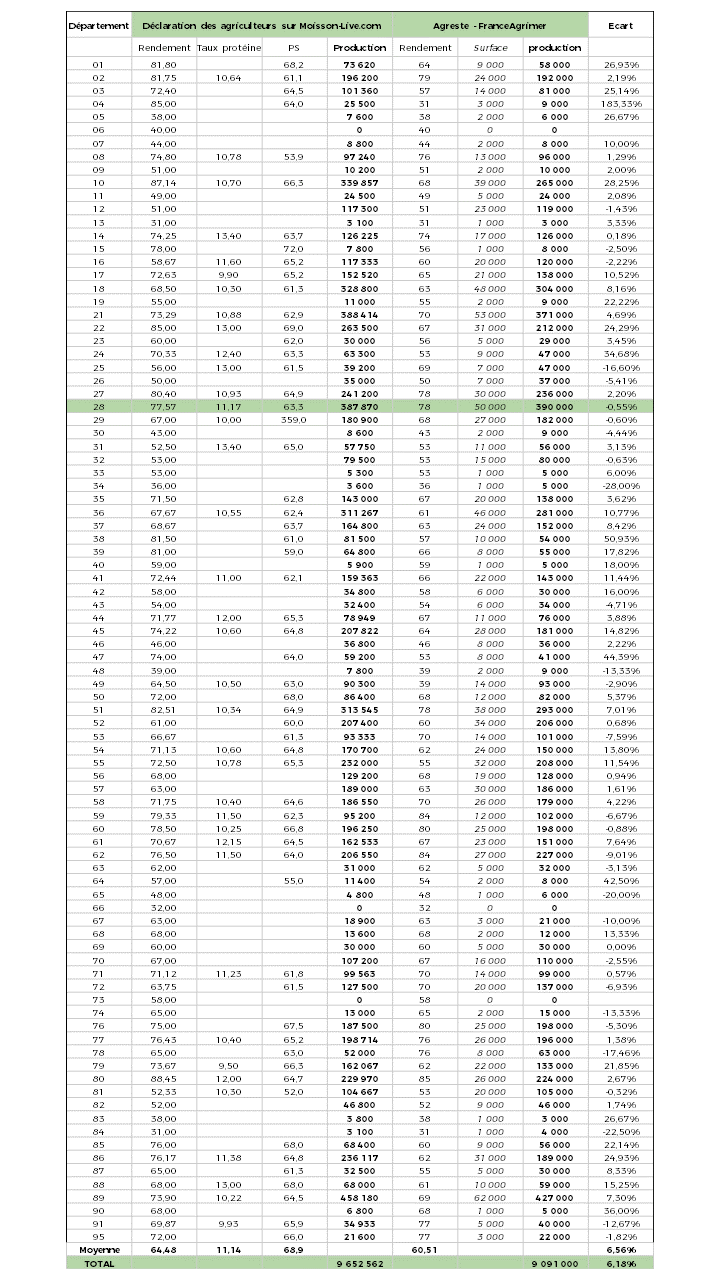 Département Déclaration des agriculteurs sur Moisson-Live.com Agreste - FranceAgrimer Ecart
Rendement Taux protéine PS Production Rendement Surface production
01 81,80 68,2 73 620 64 9 000 58 000 26,93%
02 81,75 10,64 61,1 196 200 79 24 000 192 000 2,19%
03 72,40 64,5 101 360 57 14 000 81 000 25,14%
04 85,00 64,0 25 500 31 3 000 9 000 183,33%
05 38,00 7 600 38 2 000 6 000 26,67%
06 40,00 0 40 0 0
07 44,00 8 800 44 2 000 8 000 10,00%
08 74,80 10,78 53,9 97 240 76 13 000 96 000 1,29%
09 51,00 10 200 51 2 000 10 000 2,00%
10 87,14 10,70 66,3 339 857 68 39 000 265 000 28,25%
11 49,00 24 500 49 5 000 24 000 2,08%
12 51,00 117 300 51 23 000 119 000 -1,43%
13 31,00 3 100 31 1 000 3 000 3,33%
14 74,25 13,40 63,7 126 225 74 17 000 126 000 0,18%
15 78,00 72,0 7 800 56 1 000 8 000 -2,50%
16 58,67 11,60 65,2 117 333 60 20 000 120 000 -2,22%
17 72,63 9,90 65,2 152 520 65 21 000 138 000 10,52%
18 68,50 10,30 61,3 328 800 63 48 000 304 000 8,16%
19 55,00 11 000 55 2 000 9 000 22,22%
21 73,29 10,88 62,9 388 414 70 53 000 371 000 4,69%
22 85,00 13,00 69,0 263 500 67 31 000 212 000 24,29%
23 60,00 62,0 30 000 56 5 000 29 000 3,45%
24 70,33 12,40 63,3 63 300 53 9 000 47 000 34,68%
25 56,00 13,00 61,5 39 200 69 7 000 47 000 -16,60%
26 50,00 35 000 50 7 000 37 000 -5,41%
27 80,40 10,93 64,9 241 200 78 30 000 236 000 2,20%
28 77,57 11,17 63,3 387 870 78 50 000 390 000 -0,55%
29 67,00 10,00 359,0 180 900 68 27 000 182 000 -0,60%
30 43,00 8 600 43 2 000 9 000 -4,44%
31 52,50 13,40 65,0 57 750 53 11 000 56 000 3,13%
32 53,00 79 500 53 15 000 80 000 -0,63%
33 53,00 5 300 53 1 000 5 000 6,00%
34 36,00 3 600 36 1 000 5 000 -28,00%
35 71,50 62,8 143 000 67 20 000 138 000 3,62%
36 67,67 10,55 62,4 311 267 61 46 000 281 000 10,77%
37 68,67 63,7 164 800 63 24 000 152 000 8,42%
38 81,50 61,0 81 500 57 10 000 54 000 50,93%
39 81,00 59,0 64 800 66 8 000 55 000 17,82%
40 59,00 5 900 59 1 000 5 000 18,00%
41 72,44 11,00 62,1 159 363 66 22 000 143 000 11,44%
42 58,00 34 800 58 6 000 30 000 16,00%
43 54,00 32 400 54 6 000 34 000 -4,71%
44 71,77 12,00 65,3 78 949 67 11 000 76 000 3,88%
45 74,22 10,60 64,8 207 822 64 28 000 181 000 14,82%
46 46,00 36 800 46 8 000 36 000 2,22%
47 74,00 64,0 59 200 53 8 000 41 000 44,39%
48 39,00 7 800 39 2 000 9 000 -13,33%
49 64,50 10,50 63,0 90 300 39 14 000 93 000 -2,90%
50 72,00 68,0 86 400 68 12 000 82 000 5,37%
51 82,51 10,34 64,9 313 545 78 38 000 293 000 7,01%
52 61,00 60,0 207 400 60 34 000 206 000 0,68%
53 66,67 61,3 93 333 70 14 000 101 000 -7,59%
54 71,13 10,60 64,8 170 700 62 24 000 150 000 13,80%
55 72,50 10,78 65,3 232 000 55 32 000 208 000 11,54%
56 68,00 129 200 68 19 000 128 000 0,94%
57 63,00 189 000 63 30 000 186 000 1,61%
58 71,75 10,40 64,6 186 550 70 26 000 179 000 4,22%
59 79,33 11,50 62,3 95 200 84 12 000 102 000 -6,67%
60 78,50 10,25 66,8 196 250 80 25 000 198 000 -0,88%
61 70,67 12,15 64,5 162 533 67 23 000 151 000 7,64%
62 76,50 11,50 64,0 206 550 84 27 000 227 000 -9,01%
63 62,00 31 000 62 5 000 32 000 -3,13%
64 57,00 55,0 11 400 54 2 000 8 000 42,50%
65 48,00 4 800 48 1 000 6 000 -20,00%
66 32,00 0 32 0 0
67 63,00 18 900 63 3 000 21 000 -10,00%
68 68,00 13 600 68 2 000 12 000 13,33%
69 60,00 30 000 60 5 000 30 000 0,00%
70 67,00 107 200 67 16 000 110 000 -2,55%
71 71,12 11,23 61,8 99 563 70 14 000 99 000 0,57%
72 63,75 61,5 127 500 70 20 000 137 000 -6,93%
73 58,00 0 58 0 0
74 65,00 13 000 65 2 000 15 000 -13,33%
76 75,00 67,5 187 500 80 25 000 198 000 -5,30%
77 76,43 10,40 65,2 198 714 76 26 000 196 000 1,38%
78 65,00 63,0 52 000 76 8 000 63 000 -17,46%
79 73,67 9,50 66,3 162 067 62 22 000 133 000 21,85%
80 88,45 12,00 64,7 229 970 85 26 000 224 000 2,67%
81 52,33 10,30 52,0 104 667 53 20 000 105 000 -0,32%
82 52,00 46 800 52 9 000 46 000 1,74%
83 38,00 3 800 38 1 000 3 000 26,67%
84 31,00 3 100 31 1 000 4 000 -22,50%
85 76,00 68,0 68 400 60 9 000 56 000 22,14%
86 76,17 11,38 64,8 236 117 62 31 000 189 000 24,93%
87 65,00 61,3 32 500 55 5 000 30 000 8,33%
88 68,00 13,00 68,0 68 000 61 10 000 59 000 15,25%
89 73,90 10,22 64,5 458 180 69 62 000 427 000 7,30%
90 68,00 6 800 68 1 000 5 000 36,00%
91 69,87 9,93 65,9 34 933 77 5 000 40 000 -12,67%
95 72,00 66,0 21 600 77 3 000 22 000 -1,82%
Moyenne 64,48 11,14 68,9 60,51 6,56%
TOTAL 9 652 562 9 091 000 6,18%